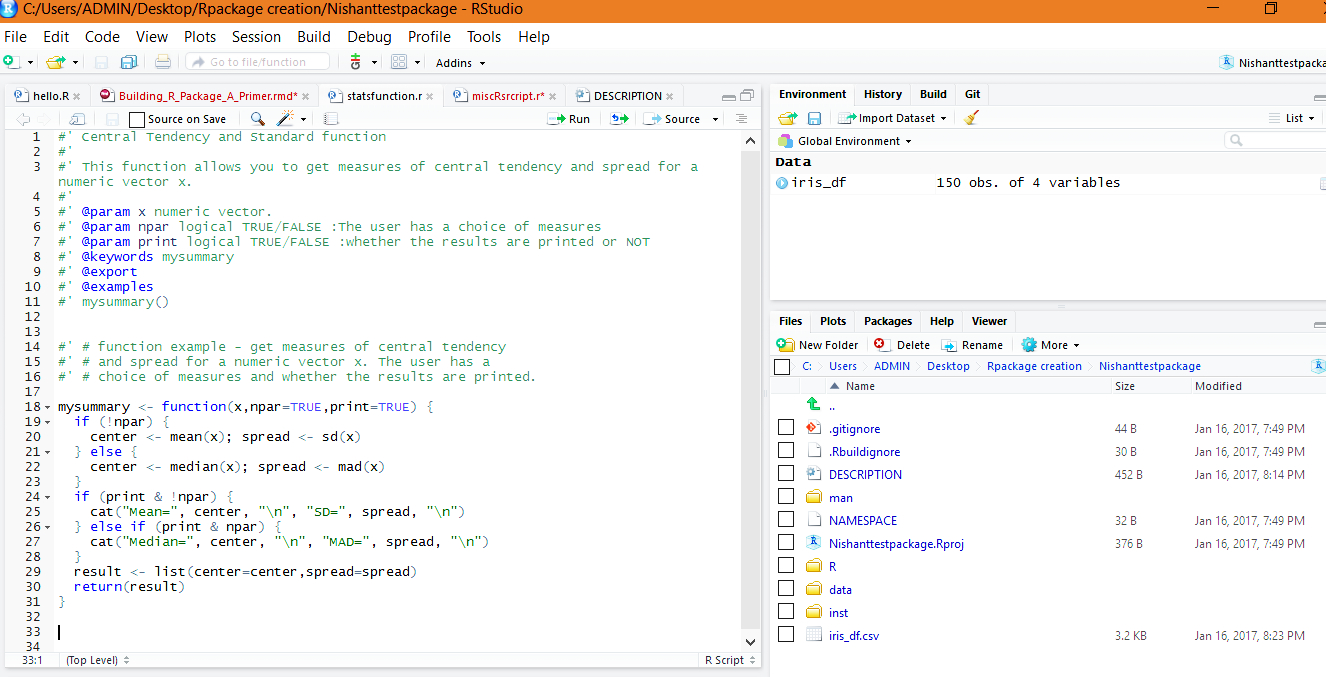 C:/Users/ADMIN/Desktop/Rpackage creation/Nishanttestpackage - RStudio
File Edit Code View Plots Session Build Debug Profile Tools Help
Go to file/function Addins Nishanttestpacka
hello.R Building_R_Package_A_Primer.rmd* statsfunction.r miscRsrcript.r* DESCRIPTION
Source on Save Run Source
1 #' Central Tendency and Standard function
2 #'
3 #' This function allows you to get measures of central tendency and spread for a
numeric vector x.
4 #'
5 #' @param x numeric vector.
6 #' @param npar logical TRUE/FALSE :The user has a choice of measures
7 #' @param print logical TRUE/FALSE :whether the results are printed or NOT
8 #' @keywords mysummary
9 #' @export
10 #' @examples
11 #' mysummary()
12
13
14 #' # function example - get measures of central tendency
15 #' # and spread for a numeric vector x. The user has a
16 #' # choice of measures and whether the results are printed.
17
18 mysummary <- function(x,npar=TRUE,print=TRUE) {
19 if (!npar) {
20 center <- mean(x); spread <- sd(x)
21 } else {
22 center <- median(x); spread <- mad(x)
23 }
24 if (print & !npar) {
25 cat("Mean=", center, "\n", "SD=", spread, "\n")
26 } else if (print & npar) {
27 cat("Median=", center, "\n", "MAD=", spread, "\n")
28 }
29 result <- list(center=center,spread=spread)
30 return(result)
31 }
32
33
34
33:1 (Top Level) R Script
Environment History Build Git
Import Dataset List
Global Environment
Data
iris_df 150 obs. of 4 variables
Files Plots Packages Help Viewer
New Folder Delete Rename More
C: Users ADMIN Desktop Rpackage creation Nishanttestpackage
Name Size Modified
..
.gitignore 44 B Jan 16, 2017, 7:49 PM
.Rbuildignore 30 B Jan 16, 2017, 7:49 PM
DESCRIPTION 452 B Jan 16, 2017, 8:14 PM
man
NAMESPACE 32 B Jan 16, 2017, 7:49 PM
Nishanttestpackage.Rproj 376 B Jan 16, 2017, 7:49 PM
R
data
inst
iris_df.csv 3.2 KB Jan 16, 2017, 8:23 PM